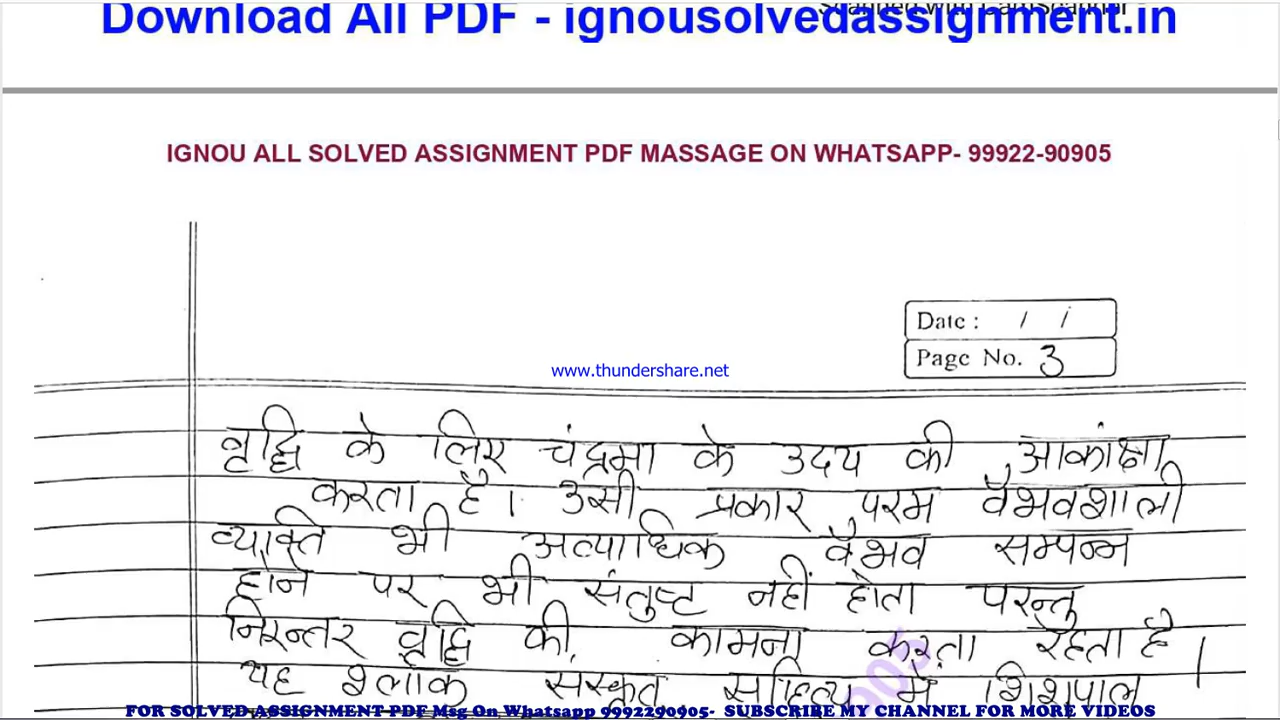 Download All PDF - ignousolvedassignment.in
IGNOU ALL SOLVED ASSIGNMENT PDF MASSAGE ON WHATSAPP- 99922-90905
Date : / /
Page No. 3
www.thundershare.net
वृद्धि के लिए चंद्रमा के उदय की आकांक्षा
करता है। उसी प्रकार परम वैभवशाली
व्यक्ति भी अत्याधिक वैभव सम्पन्न
होने पर भी संतुष्ट नहीं होता परन्तु
निरन्तर वृद्धि की कामना करता रहता है।
यह श्लोक संस्कृत साहित्य में शिशुपाल
FOR SOLVED ASSIGNMENT PDF Msg On Whatsapp 9992290905- SUBSCRIBE MY CHANNEL FOR MORE VIDEOS